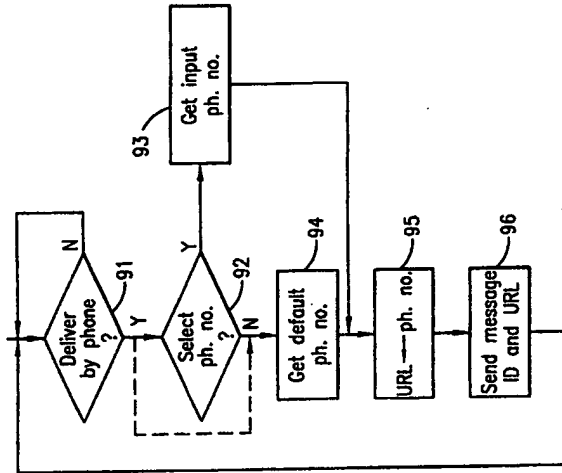 Deliver
by phone
?
91
N
Y
Select
ph. no.
?
92
Y
N
93
Get input
ph. no.
94
Get default
ph. no.
95
URL ← ph. no.
96
Send message
ID and URL